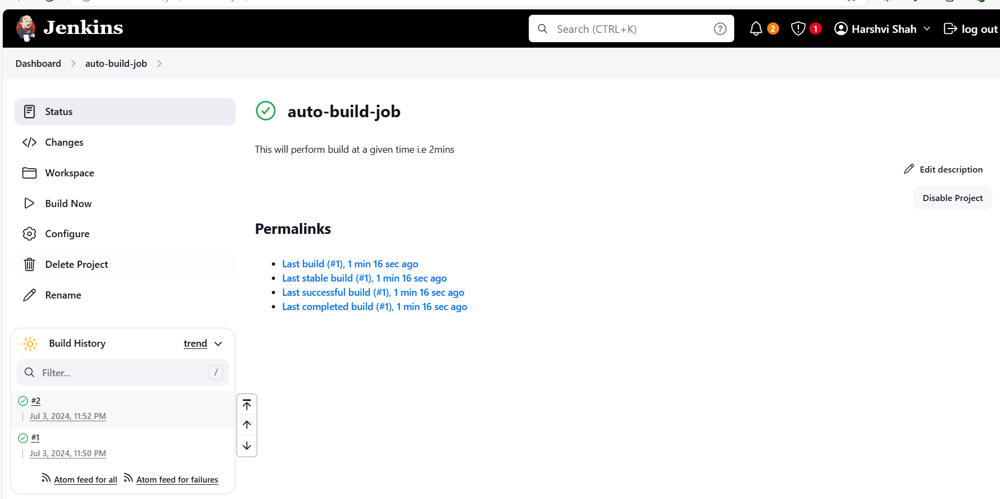 Jenkins
Search (CTRL+K)
?
2
1
Harshvi Shah
log out
Dashboard
auto-build-job
Status
Changes
Workspace
Build Now
Configure
Delete Project
Rename
auto-build-job
This will perform build at a given time i.e 2mins
Edit description
Disable Project
Permalinks
Last build (#1), 1 min 16 sec ago
Last stable build (#1), 1 min 16 sec ago
Last successful build (#1), 1 min 16 sec ago
Last completed build (#1), 1 min 16 sec ago
Build History
trend
Filter...
/
#2
Jul 3, 2024, 11:52 PM
#1
Jul 3, 2024, 11:50 PM
Atom feed for all
Atom feed for failures